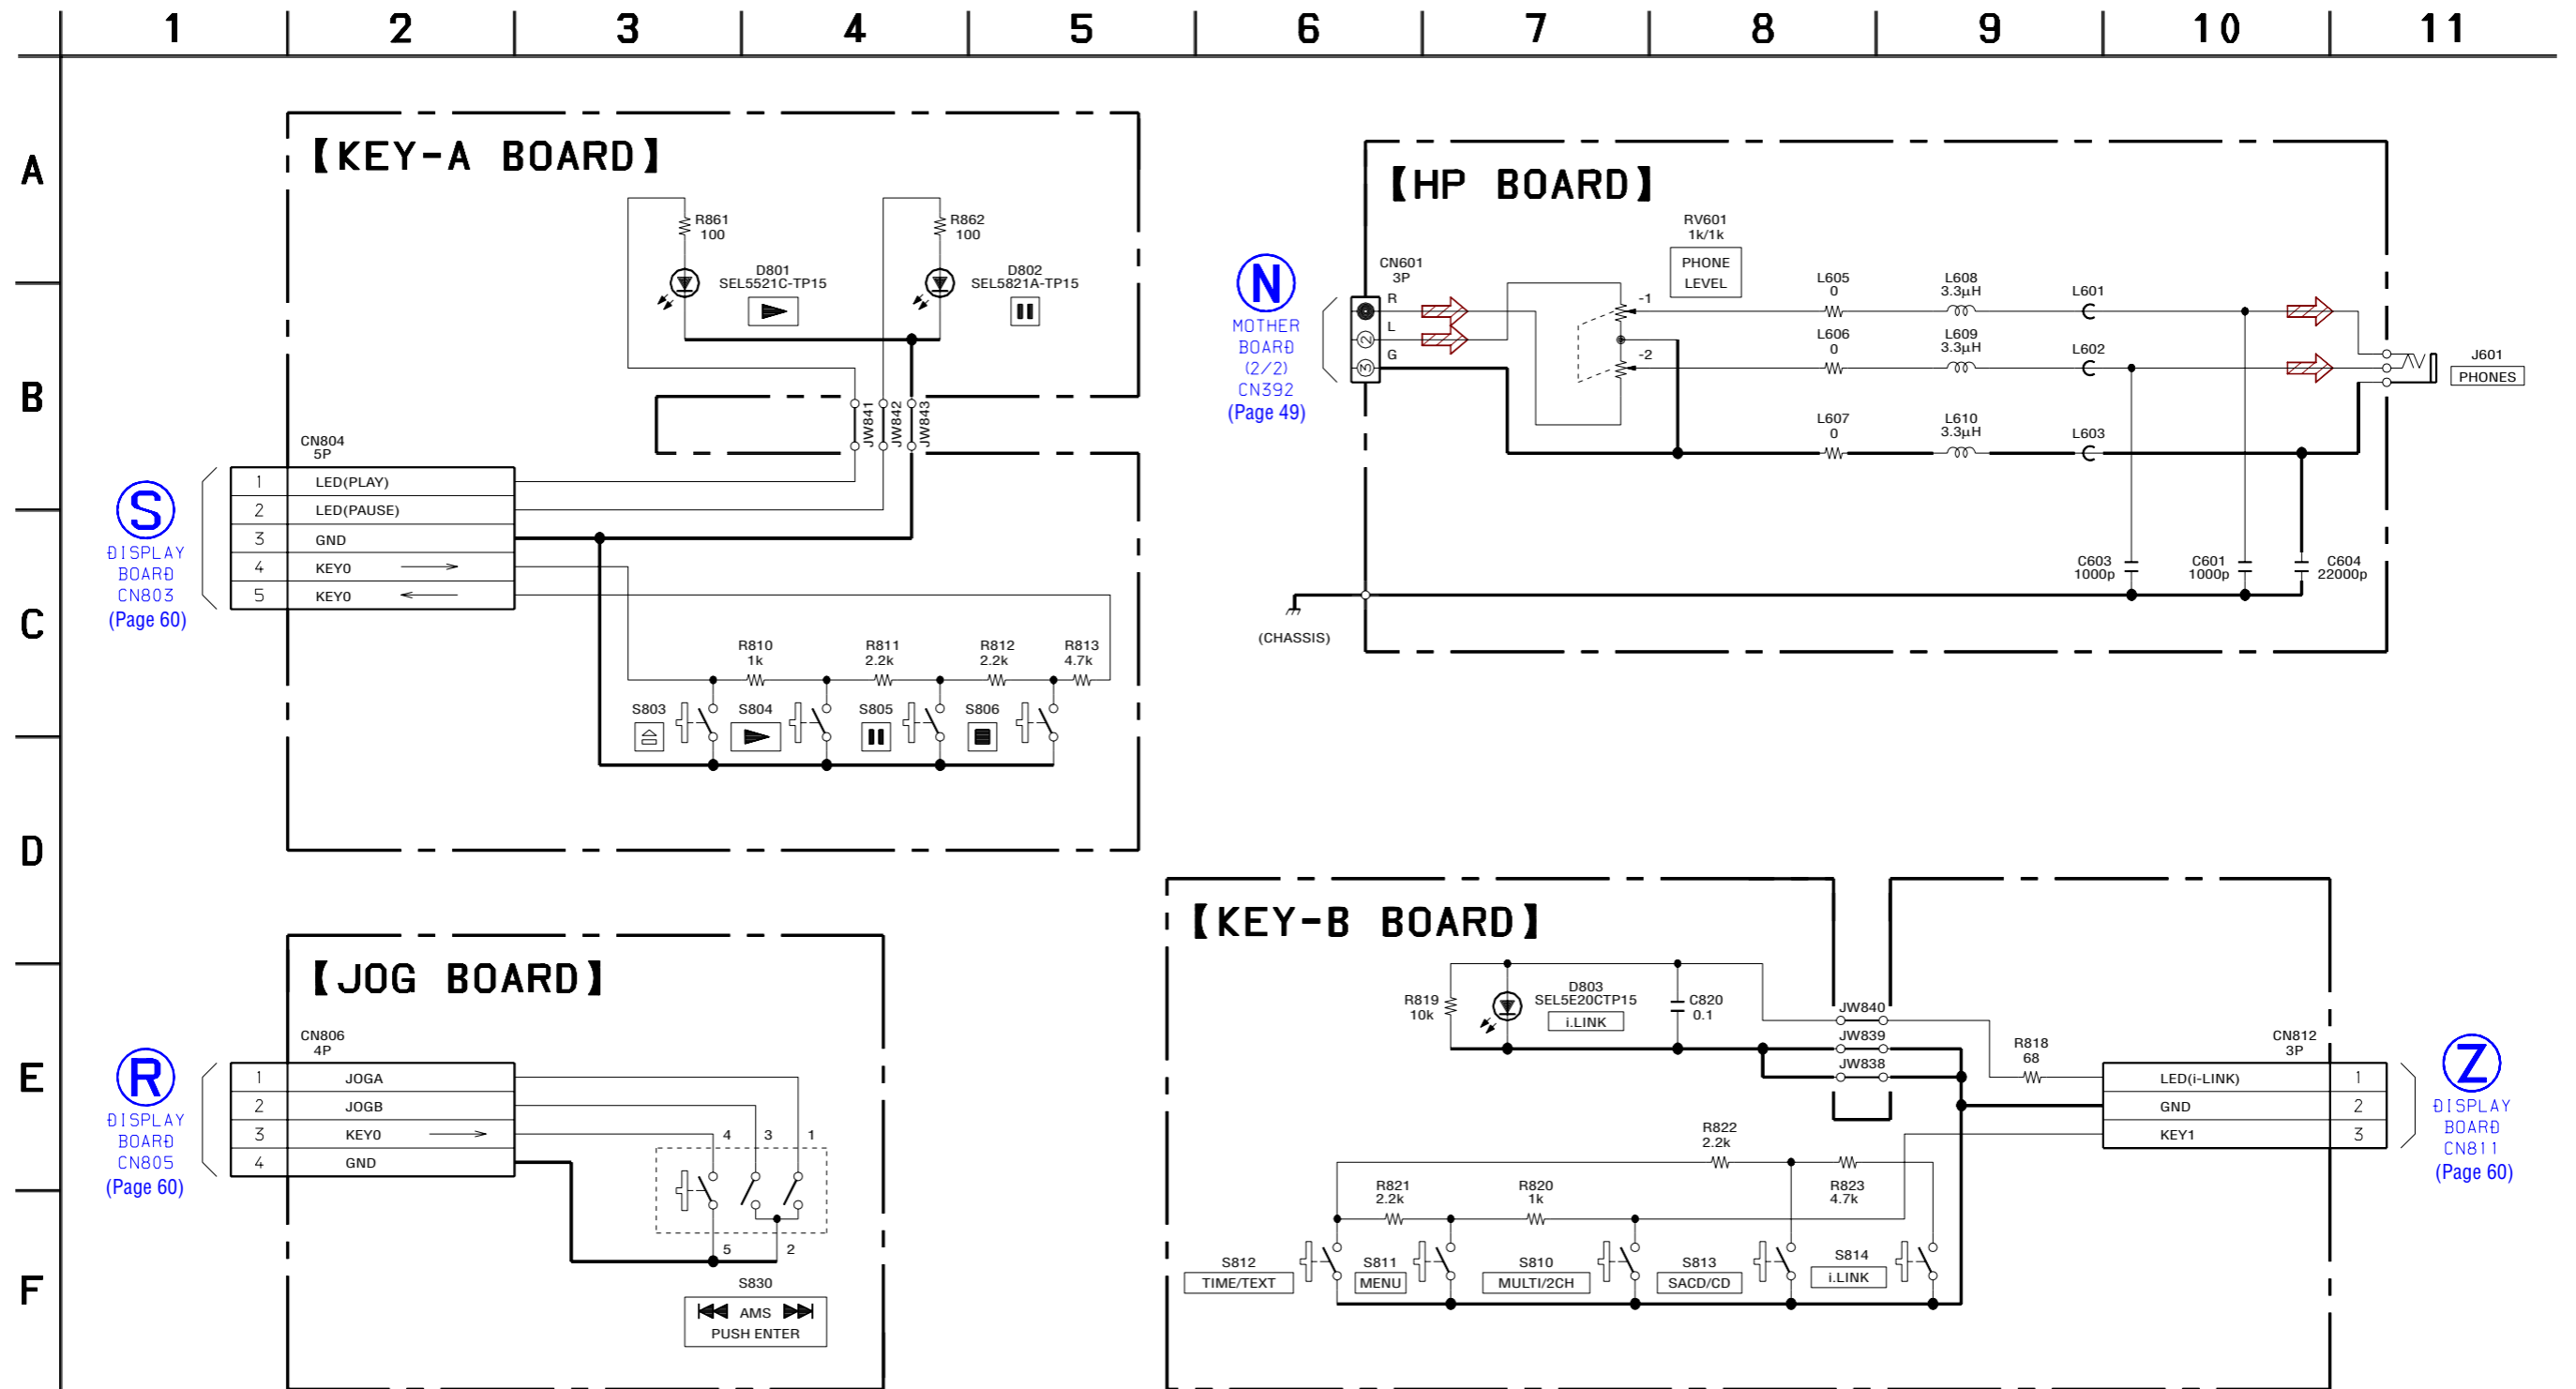 1 2 3 4 5 6 7 8 9 10 11
A
B
C
D
E
F
【KEY-A BOARD】
R861
100
R862
100
D801
SEL5521C-TP15
D802
SEL5821A-TP15
JW841
JW842
JW843
CN804
5P
1 LED(PLAY)
2 LED(PAUSE)
3 GND
4 KEY0
5 KEY0
S
DISPLAY
BOARD
CN803
(Page 60)
R810
1k
R811
2.2k
R812
2.2k
R813
4.7k
S803
S804
S805
S806
【HP BOARD】
RV601
1k/1k
PHONE
LEVEL
CN601
3P
R
L
G
2
3
N
MOTHER
BOARD
(2/2)
CN392
(Page 49)
-1
-2
L605
0
L608
3.3μH
L601
L606
0
L609
3.3μH
L602
L607
0
L610
3.3μH
L603
J601
PHONES
C603
1000p
C601
1000p
C604
22000p
(CHASSIS)
【JOG BOARD】
CN806
4P
1 JOGA
2 JOGB
3 KEY0
4 GND
R
DISPLAY
BOARD
CN805
(Page 60)
4 3 1
5 2
S830
AMS
PUSH ENTER
【KEY-B BOARD】
R819
10k
D803
SEL5E20CTP15
i.LINK
C820
0.1
JW840
JW839
JW838
R818
68
CN812
3P
LED(i-LINK) 1
GND 2
KEY1 3
Z
DISPLAY
BOARD
CN811
(Page 60)
R822
2.2k
R821
2.2k
R820
1k
R823
4.7k
S812
TIME/TEXT
S811
MENU
S810
MULTI/2CH
S813
SACD/CD
S814
i.LINK